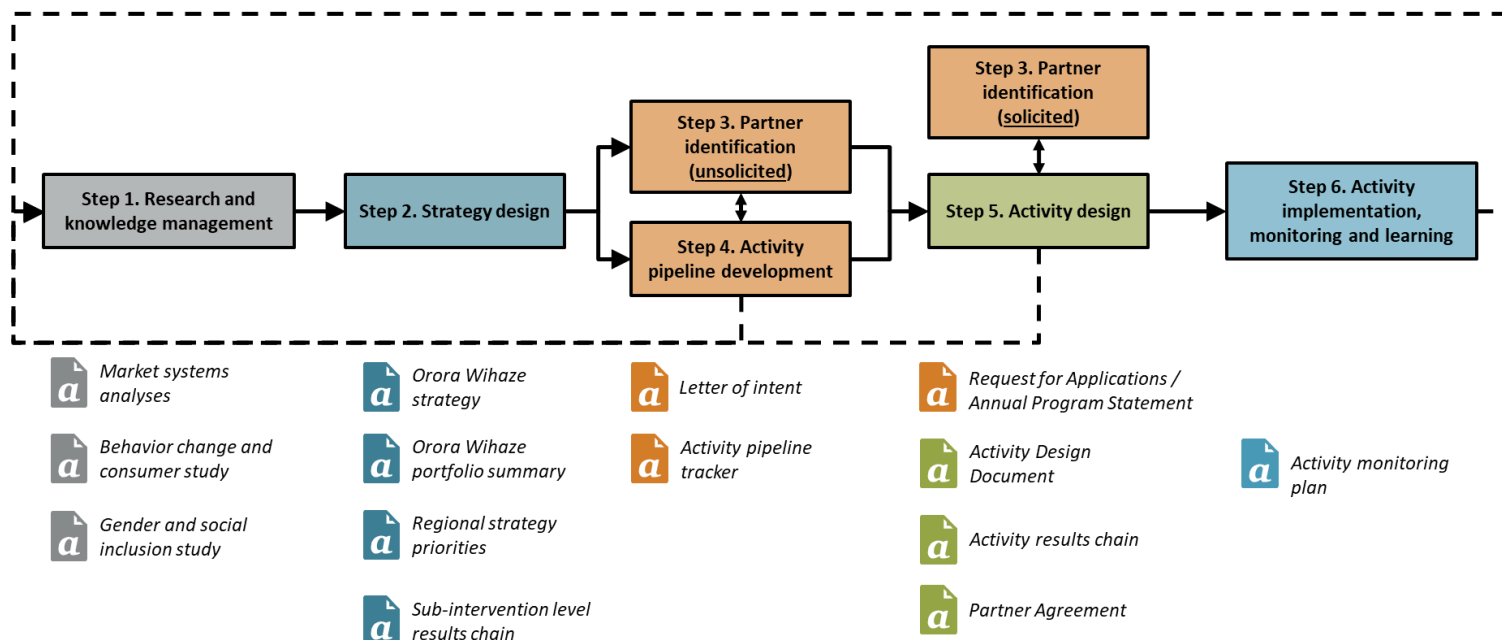 Step 1. Research and
knowledge management
Step 2. Strategy design
Step 3. Partner
identification
(unsolicited)
Step 4. Activity
pipeline development
Step 3. Partner
identification
(solicited)
Step 5. Activity design
Step 6. Activity
implementation,
monitoring and learning
a Market systems
analyses
a Behavior change and
consumer study
a Gender and social
inclusion study
a Orora Wihaze
strategy
a Orora Wihaze
portfolio summary
a Regional strategy
priorities
a Sub-intervention level
results chain
a Letter of intent
a Activity pipeline
tracker
a Request for Applications /
Annual Program Statement
a Activity Design
Document
a Activity results chain
a Partner Agreement
a Activity monitoring
plan